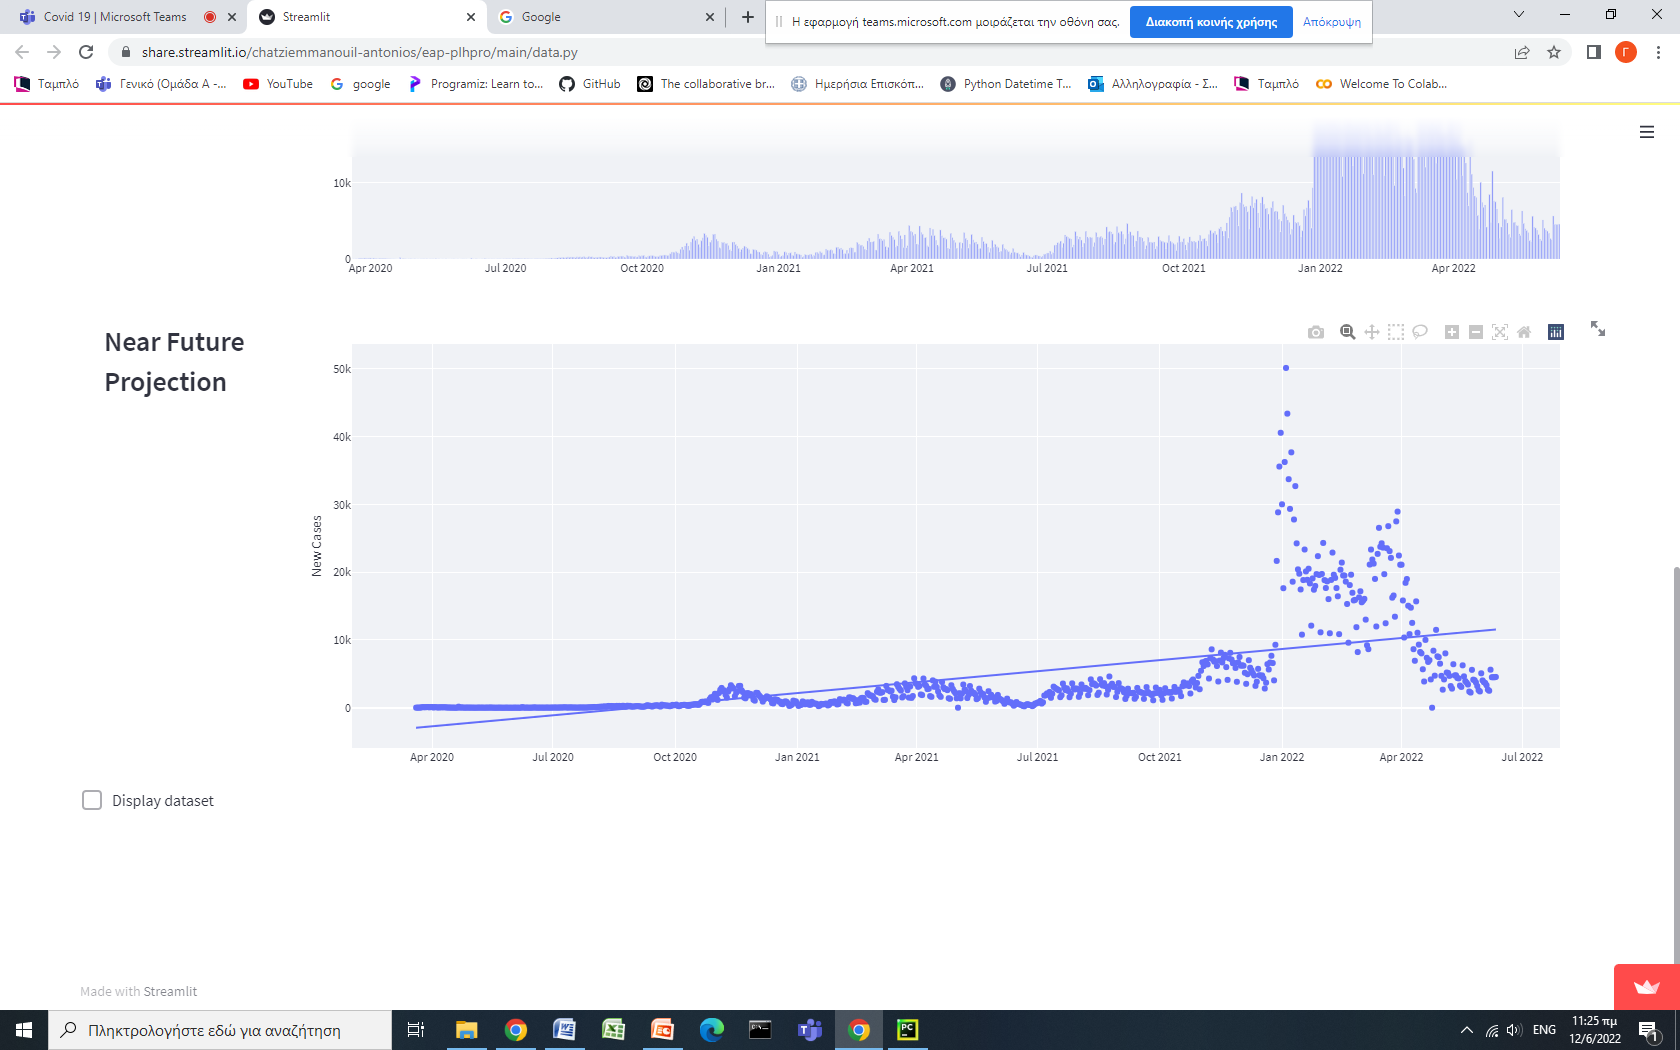 Covid 19 | Microsoft Teams
Streamlit
Google
Η εφαρμογή teams.microsoft.com μοιράζεται την οθόνη σας.
Διακοπή κοινής χρήσης
Απόκρυψη
share.streamlit.io/chatziemmanouil-antonios/eap-plhpro/main/data.py
Γ
Ταμπλό
Γενικό (Ομάδα Α -...
YouTube
google
Programiz: Learn to...
GitHub
The collaborative br...
Ημερήσια Επισκόπ...
Python Datetime T...
Αλληλογραφία - Σ...
Ταμπλό
Welcome To Colab...
10k
0
Apr 2020 Jul 2020 Oct 2020 Jan 2021 Apr 2021 Jul 2021 Oct 2021 Jan 2022 Apr 2022
Near Future
Projection
50k
40k
30k
20k
10k
0
New Cases
Apr 2020 Jul 2020 Oct 2020 Jan 2021 Apr 2021 Jul 2021 Oct 2021 Jan 2022 Apr 2022 Jul 2022
Display dataset
Made with Streamlit
Πληκτρολογήστε εδώ για αναζήτηση
ENG
11:25 πμ
12/6/2022
1